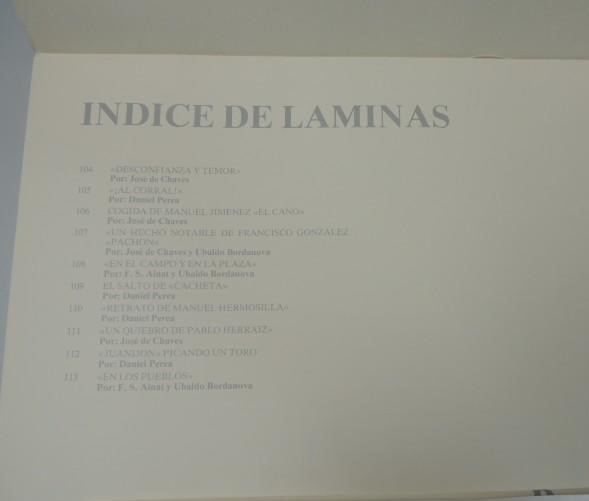 INDICE DE LAMINAS
104 «DESCONFIANZA Y TEMOR»
Por: José de Chaves
105 «¡AL CORRAL!»
Por: Daniel Perea
106 COGIDA DE MANUEL JIMENEZ «EL CANO»
Por: José de Chaves
107 «UN HECHO NOTABLE DE FRANCISCO GONZALEZ
«PACHON»
Por: José de Chaves y Ubaldo Bordanova
108 «EN EL CAMPO Y EN LA PLAZA»
Por: F. S. Ainat y Ubaldo Bordanova
109 EL SALTO DE «CACHETA»
Por: Daniel Perea
110 «RETRATO DE MANUEL HERMOSILLA»
Por: Daniel Perea
111 «UN QUIEBRO DE PABLO HERRAIZ»
Por: José de Chaves
112 «JUANIJON» PICANDO UN TORO
Por: Daniel Perea
113 «EN LOS PUEBLOS»
Por: F. S. Ainat y Ubaldo Bordanova